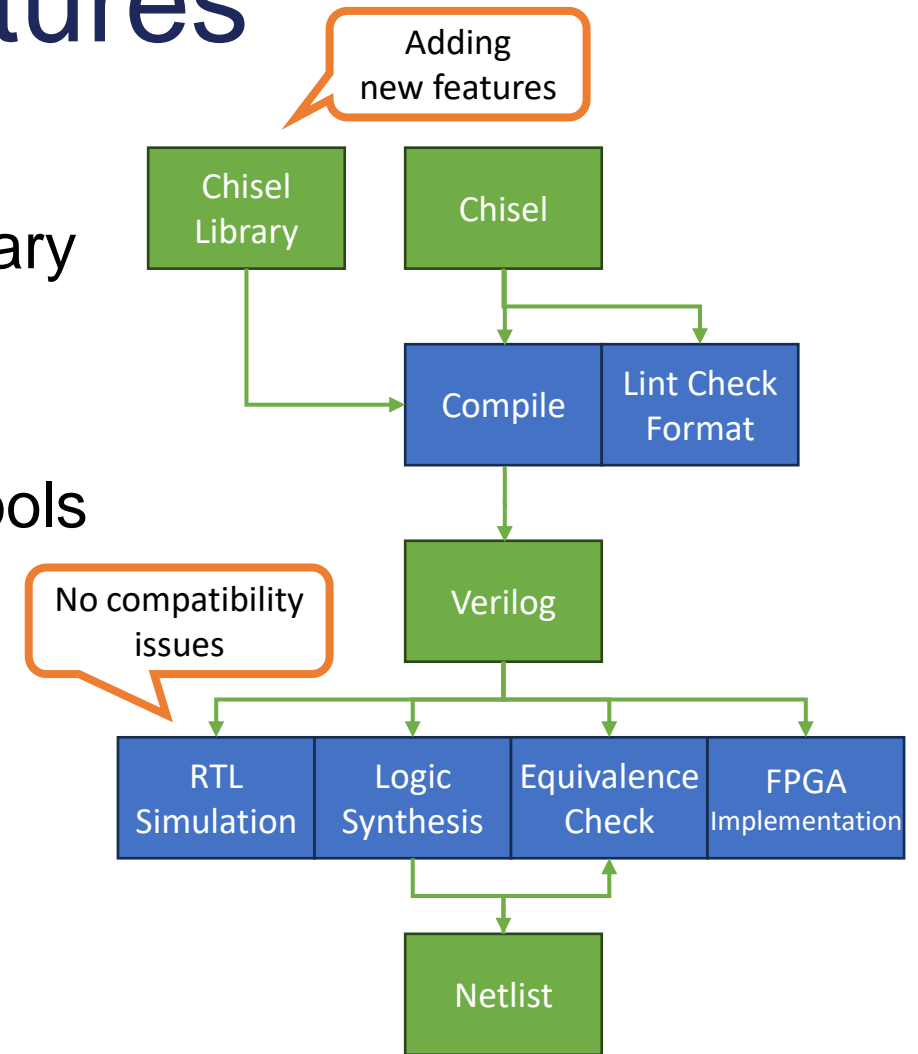 tures
Adding
new features
Chisel
Library
Chisel
ary
Compile
Lint Check
Format
ools
No compatibility
issues
Verilog
RTL
Simulation
Logic
Synthesis
Equivalence
Check
FPGA
Implementation
Netlist